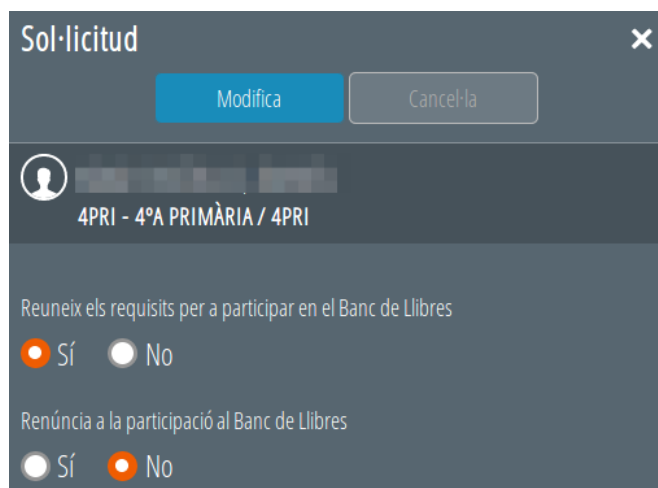 Sol·licitud
Modifica
Cancel·la
4PRI - 4ºA PRIMÀRIA / 4PRI
Reuneix els requisits per a participar en el Banc de Llibres
Sí
No
Renúncia a la participació al Banc de Llibres
Sí
No